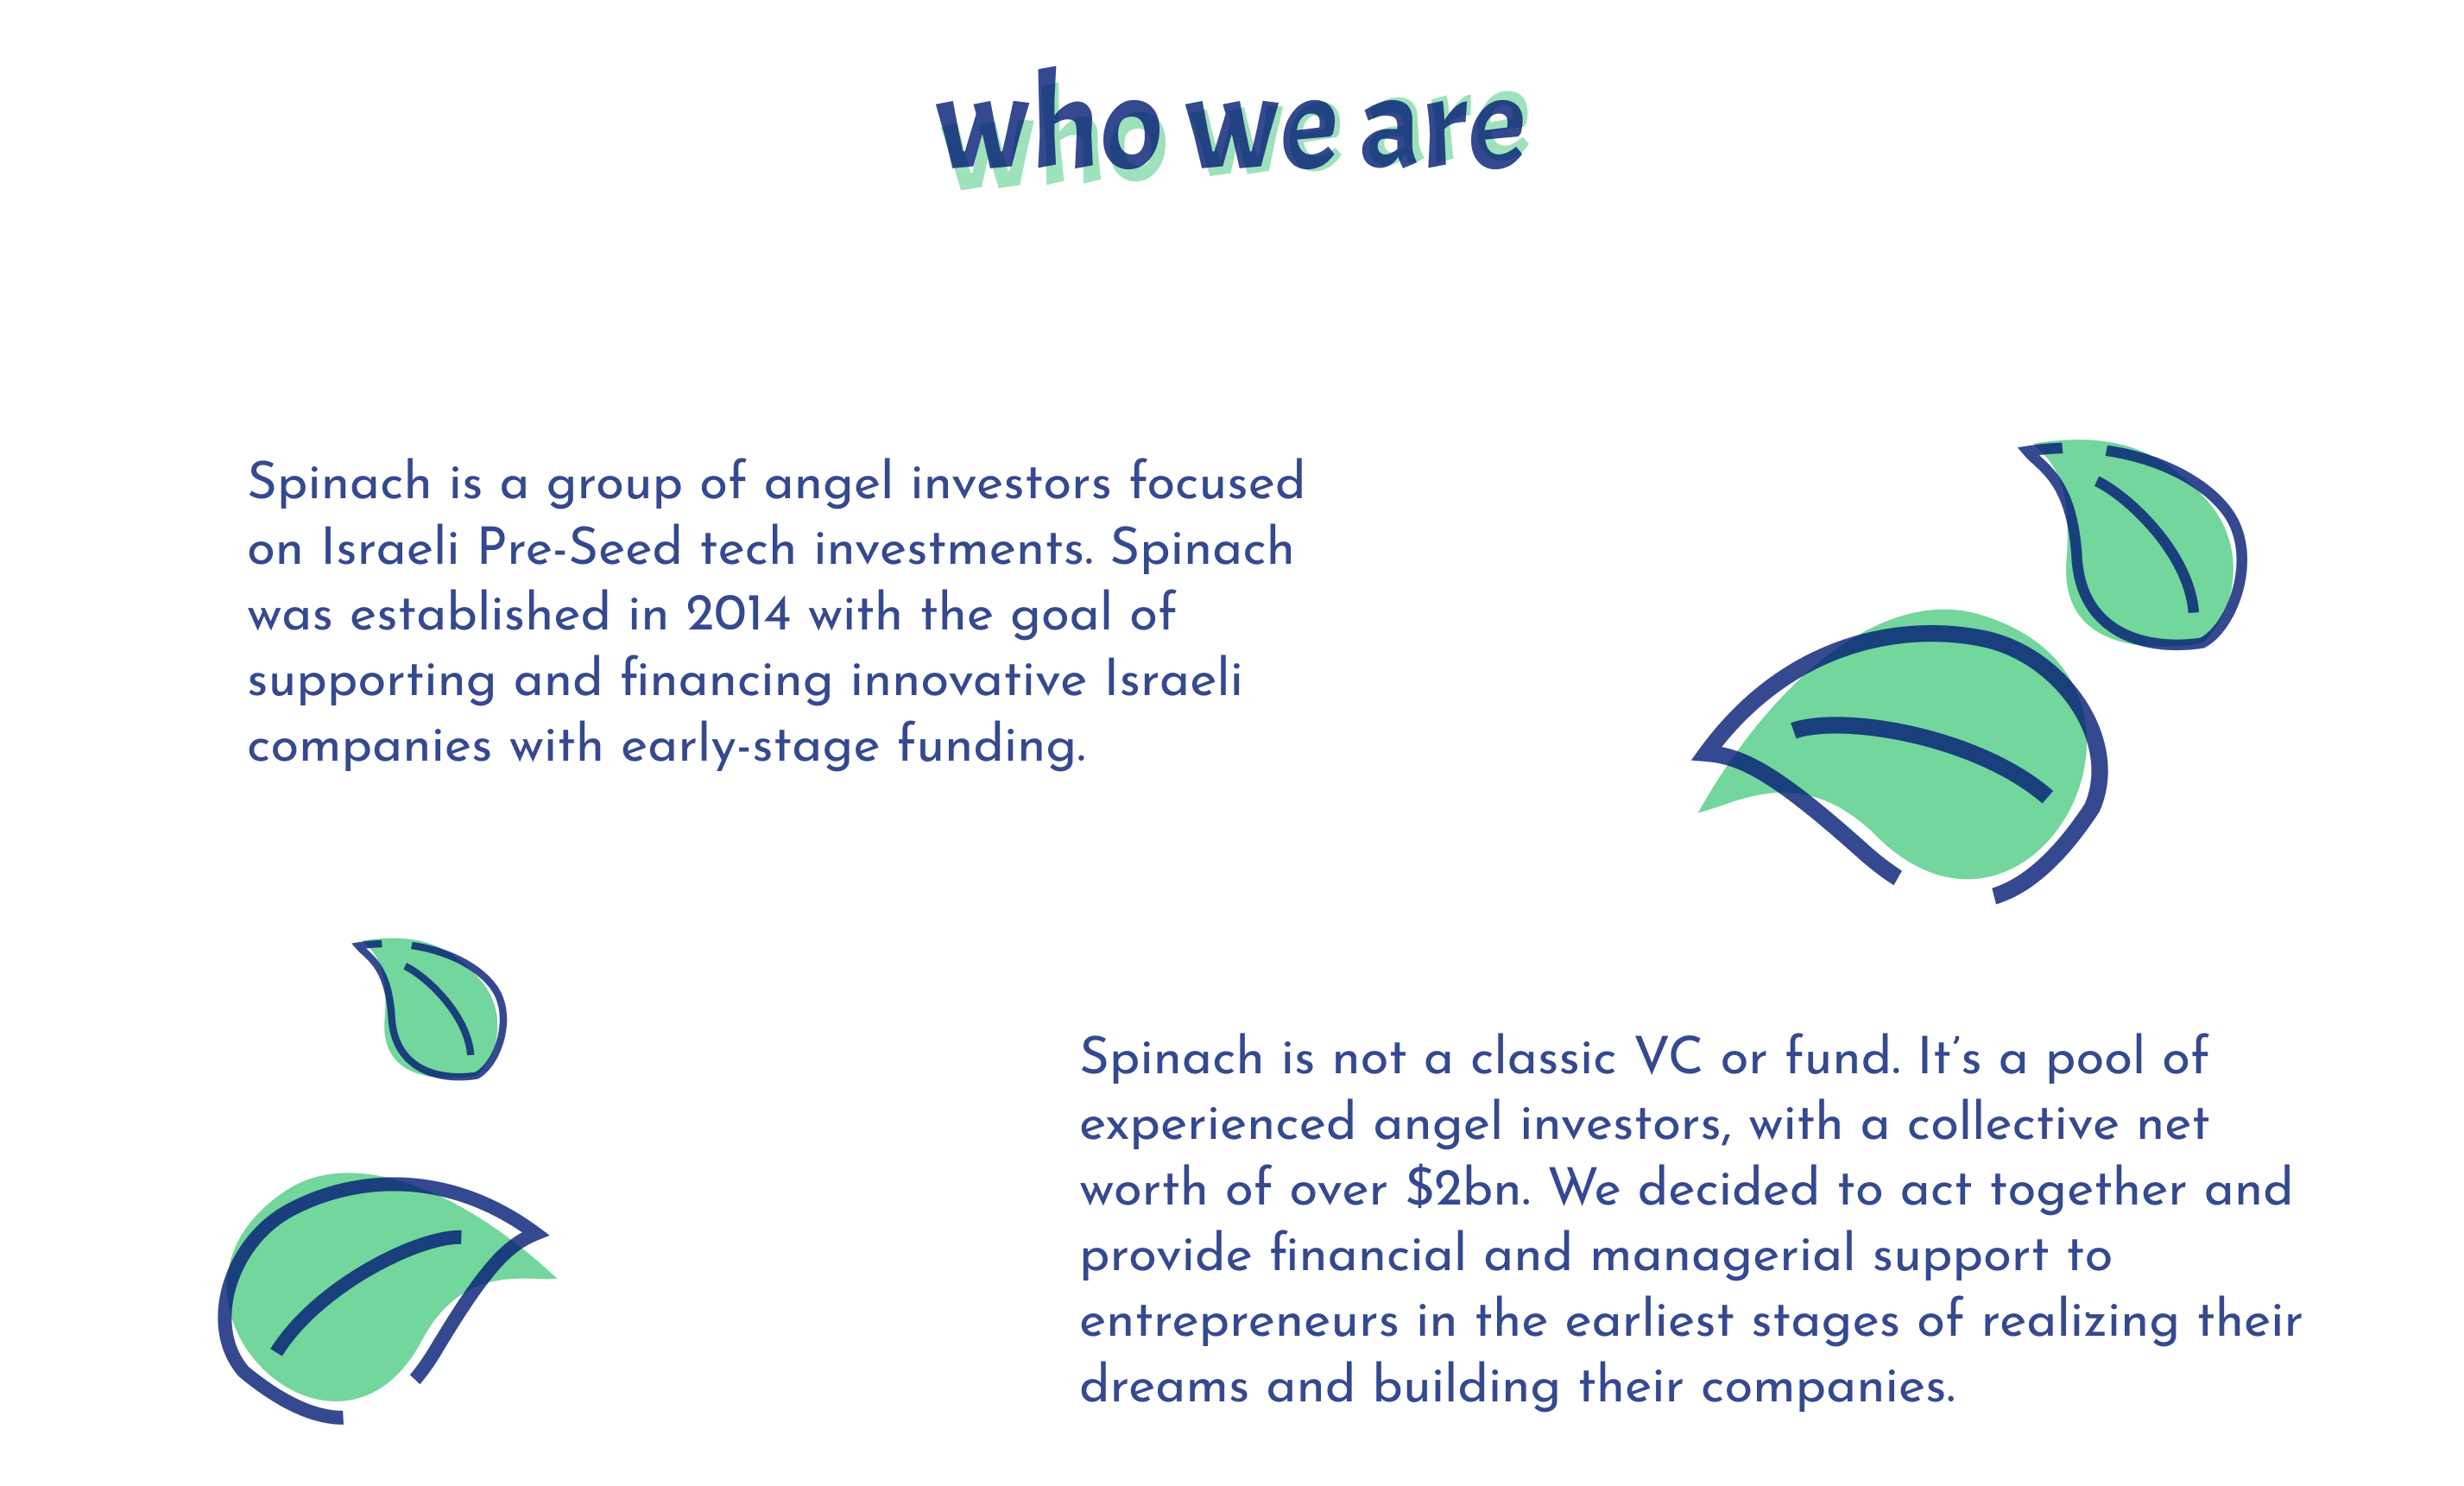 who we are
Spinach is a group of angel investors focused
on Israeli Pre-Seed tech investments. Spinach
was established in 2014 with the goal of
supporting and financing innovative Israeli
companies with early-stage funding.
Spinach is not a classic VC or fund. It’s a pool of
experienced angel investors, with a collective net
worth of over $2bn. We decided to act together and
provide financial and managerial support to
entrepreneurs in the earliest stages of realizing their
dreams and building their companies.